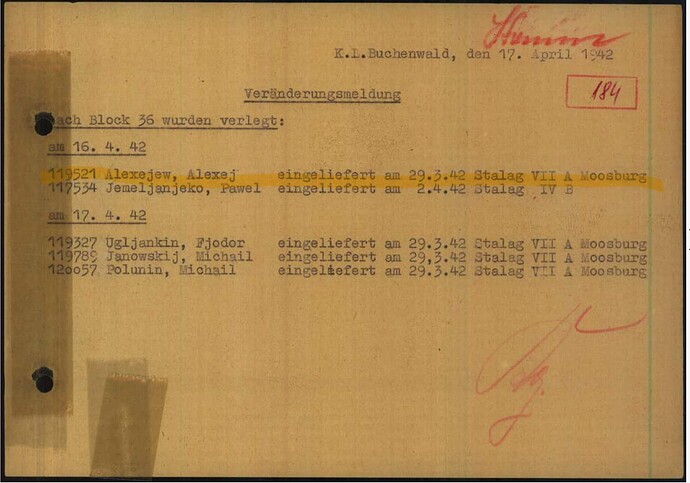 K.L.Buchenwald, den 17. April 1942
184
Veränderungsmeldung
nach Block 36 wurden verlegt:
am 16. 4. 42
119521 Alexejew, Alexej eingeliefert am 29.3.42 Stalag VII A Moosburg
117534 Jemeljanjeko, Pawel eingeliefert am 2.4.42 Stalag IV B
am 17. 4. 42
119327 Ugljankin, Fjodor eingeliefert am 29.3.42 Stalag VII A Moosburg
119789 Janowskij, Michail eingeliefert am 29,3.42 Stalag VII A Moosburg
120057 Polunin, Michail eingeliefert am 29.3.42 Stalag VII A Moosburg